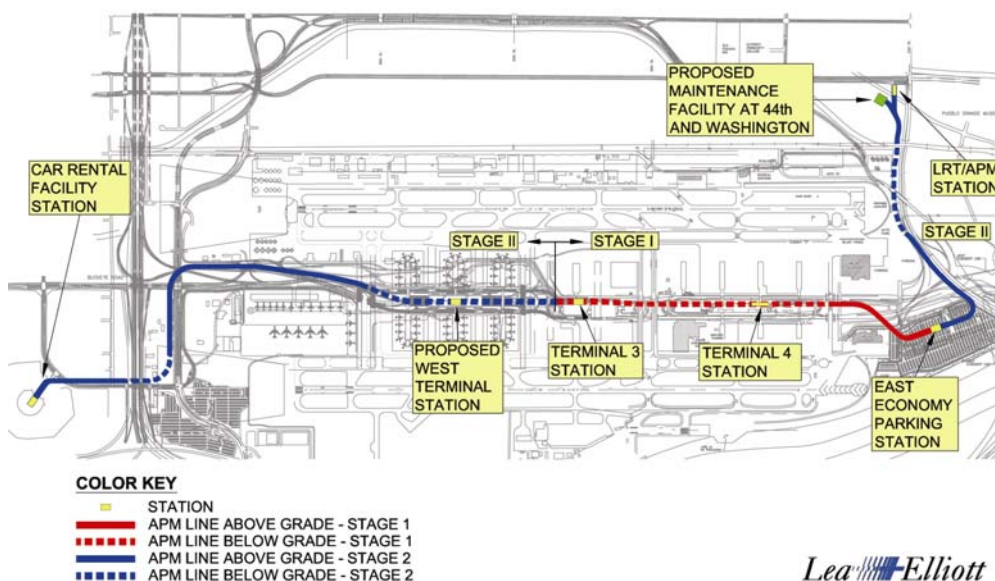 PROPOSED
MAINTENANCE
FACILITY AT 44th
AND WASHINGTON
CAR RENTAL
FACILITY
STATION
LRT/APM
STATION
STAGE II
STAGE I
STAGE II
PROPOSED
WEST
TERMINAL
STATION
TERMINAL 3
STATION
TERMINAL 4
STATION
EAST
ECONOMY
PARKING
STATION
COLOR KEY
STATION
APM LINE ABOVE GRADE - STAGE 1
APM LINE BELOW GRADE - STAGE 1
APM LINE ABOVE GRADE - STAGE 2
APM LINE BELOW GRADE - STAGE 2
Lea Elliott